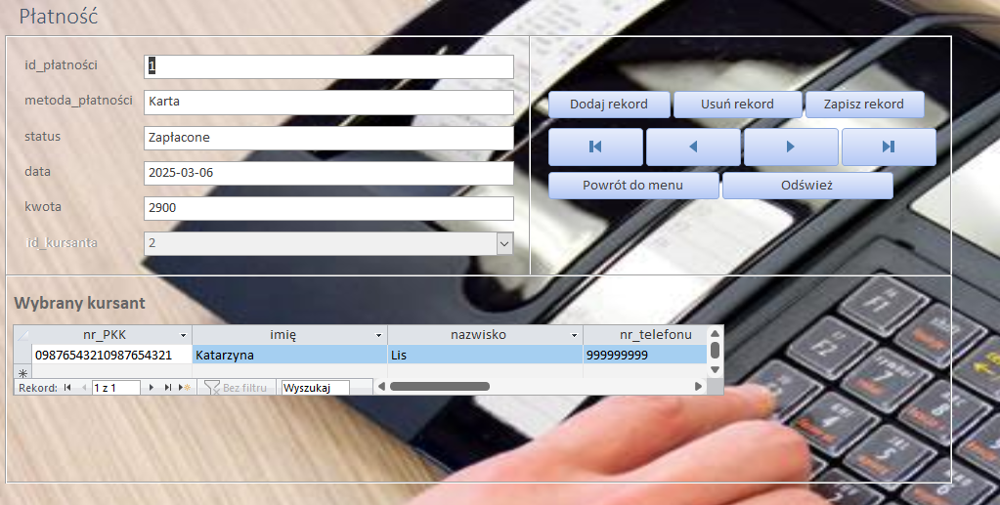 Płatność
id_płatności 1
metoda_płatności Karta
status Zapłacone
data 2025-03-06
kwota 2900
Id_kursanta 2
Dodaj rekord Usuń rekord Zapisz rekord
Powrót do menu Odśwież
Wybrany kursant
nr_PKK imię nazwisko nr_telefonu
09876543210987654321 Katarzyna Lis 999999999
Rekord: 1 z 1 Bez filtru Wyszukaj
F1
F2